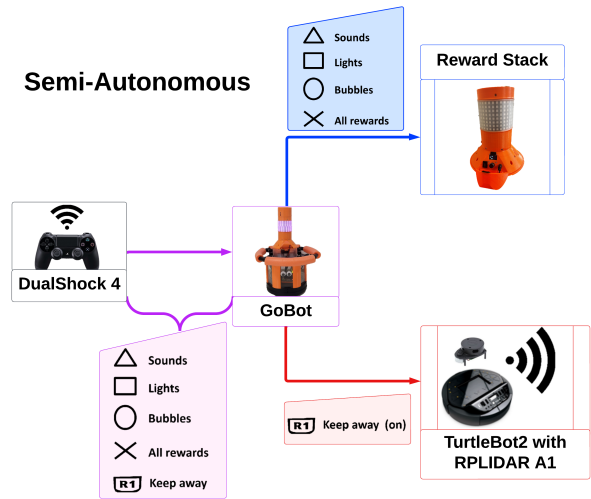 Semi-Autonomous
Sounds
Lights
Bubbles
All rewards
Reward Stack
DualShock 4
GoBot
Sounds
Lights
Bubbles
All rewards
R1 Keep away
R1 Keep away (on)
TurtleBot2 with
RPLIDAR A1